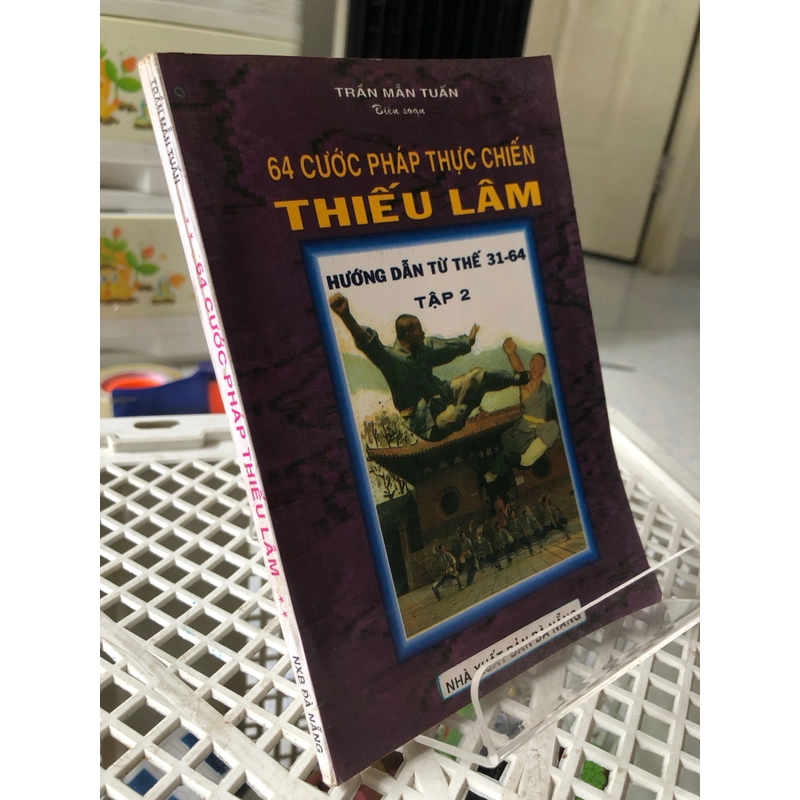 TRẦN MẪN TUẤN
Biên soạn
64 CƯỚC PHÁP THỰC CHIẾN
THIẾU LÂM
HƯỚNG DẪN TỪ THẾ 31-64
TẬP 2
NHÀ XUẤT BẢN ĐÀ NẴNG
TRẦN MẪN TUẤN
** 64 CƯỚC PHÁP THIẾU LÂM **
NXB ĐÀ NẴNG